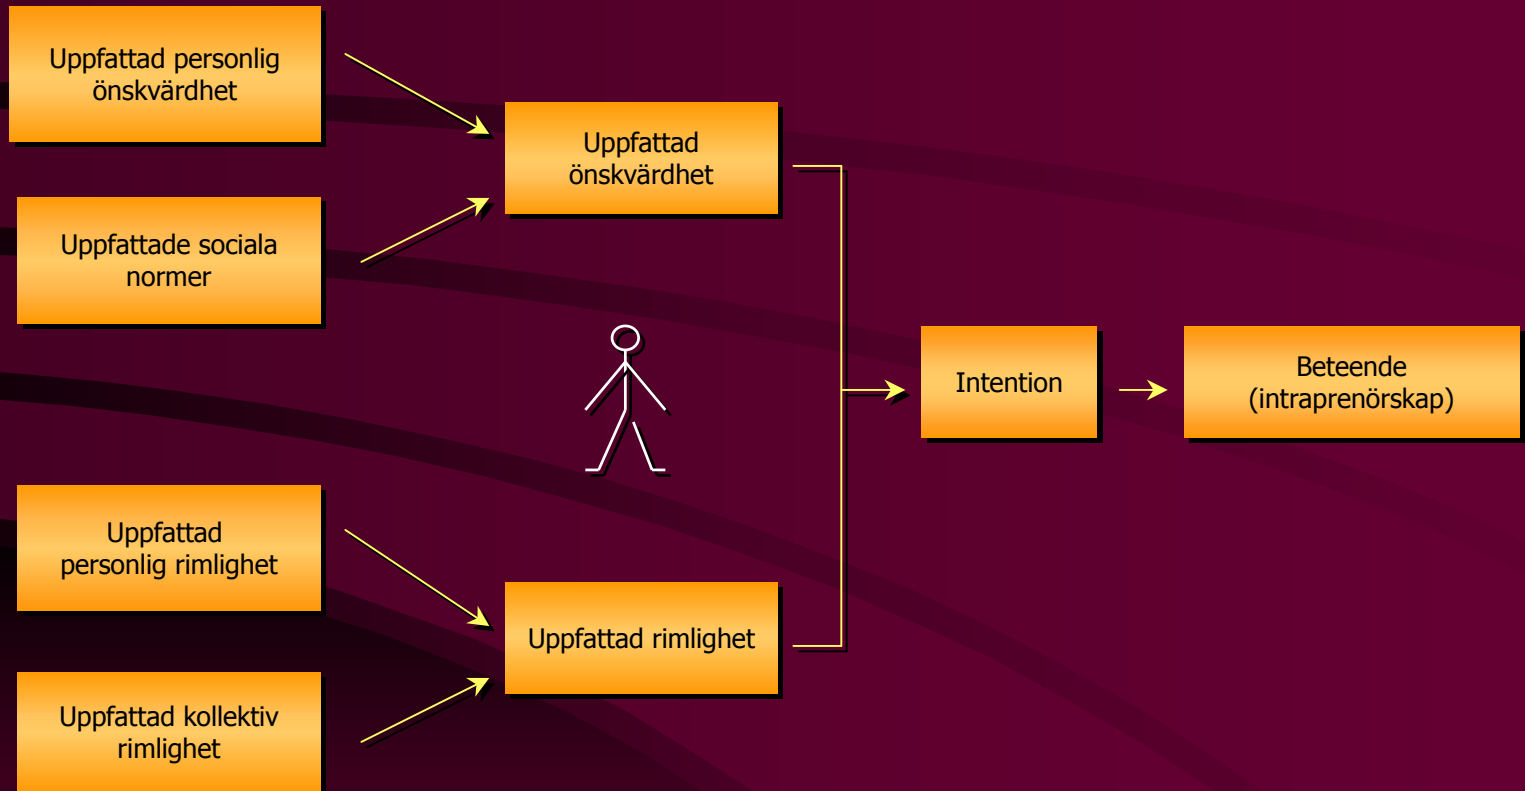 Uppfattad personlig
önskvärdhet
Uppfattad
önskvärdhet
Uppfattade sociala
normer
Intention
Beteende
(intraprenörskap)
Uppfattad
personlig rimlighet
Uppfattad rimlighet
Uppfattad kollektiv
rimlighet